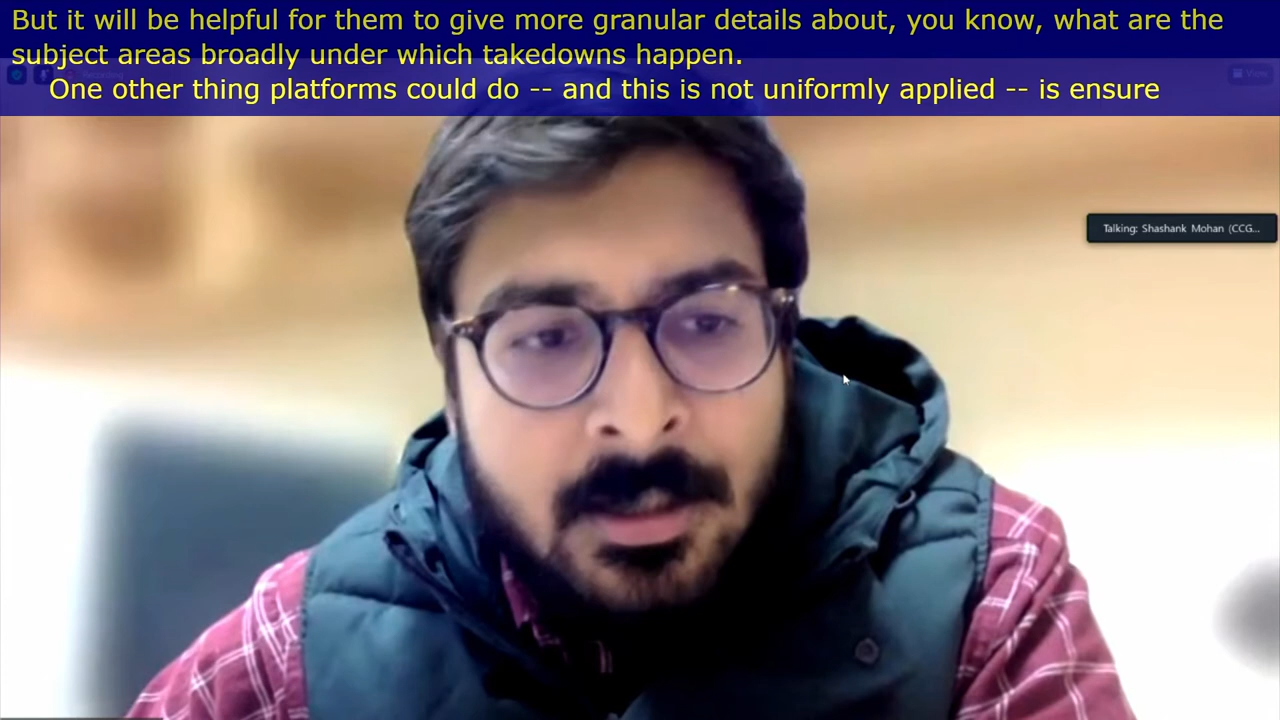 But it will be helpful for them to give more granular details about, you know, what are the
subject areas broadly under which takedowns happen.
One other thing platforms could do -- and this is not uniformly applied -- is ensure
Recording
View
Talking: Shashank Mohan (CCG...